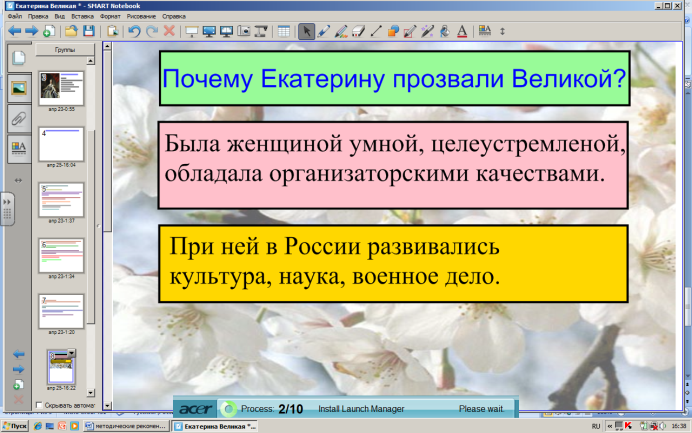 Екатерина Великая * - SMART Notebook
Файл Правка Вид Вставка Формат Рисование Справка
Группы
3
апр 23-0:55
4
апр 25-16:04
5
апр 23-1:37
6
апр 23-1:34
7
апр 23-1:20
апр 25-16:22
Скрывать автомат
Почему Екатерину прозвали Великой?
Была женщиной умной, целеустремленой,
обладала организаторскими качествами.
При ней в России развивались
культура, наука, военное дело.
acer Process: 2/10 Install Launch Manager Please wait.
Пуск методические рекомен... Екатерина Великая *... RU 16:38